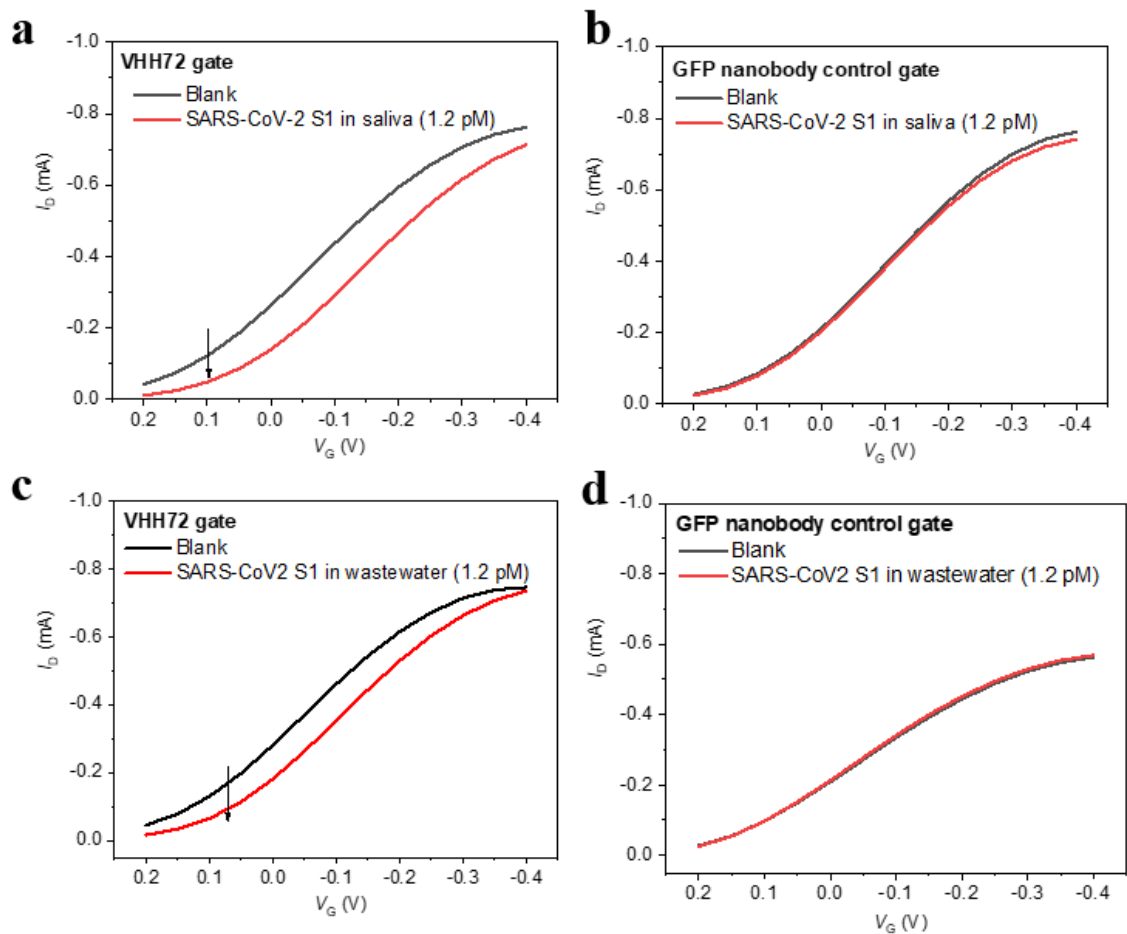 a
VHH72 gate
Blank
SARS-CoV-2 S1 in saliva (1.2 pM)
-1.0
-0.8
-0.6
-0.4
-0.2
0.0
I_D (mA)
0.2 0.1 0.0 -0.1 -0.2 -0.3 -0.4
V_G (V)
b
GFP nanobody control gate
Blank
SARS-CoV-2 S1 in saliva (1.2 pM)
-1.0
-0.8
-0.6
-0.4
-0.2
0.0
I_D (mA)
0.2 0.1 0.0 -0.1 -0.2 -0.3 -0.4
V_G (V)
c
VHH72 gate
Blank
SARS-CoV2 S1 in wastewater (1.2 pM)
-1.0
-0.8
-0.6
-0.4
-0.2
0.0
I_D (mA)
0.2 0.1 0.0 -0.1 -0.2 -0.3 -0.4
V_G (V)
d
GFP nanobody control gate
Blank
SARS-CoV2 S1 in wastewater (1.2 pM)
-1.0
-0.8
-0.6
-0.4
-0.2
0.0
I_D (mA)
0.2 0.1 0.0 -0.1 -0.2 -0.3 -0.4
V_G (V)